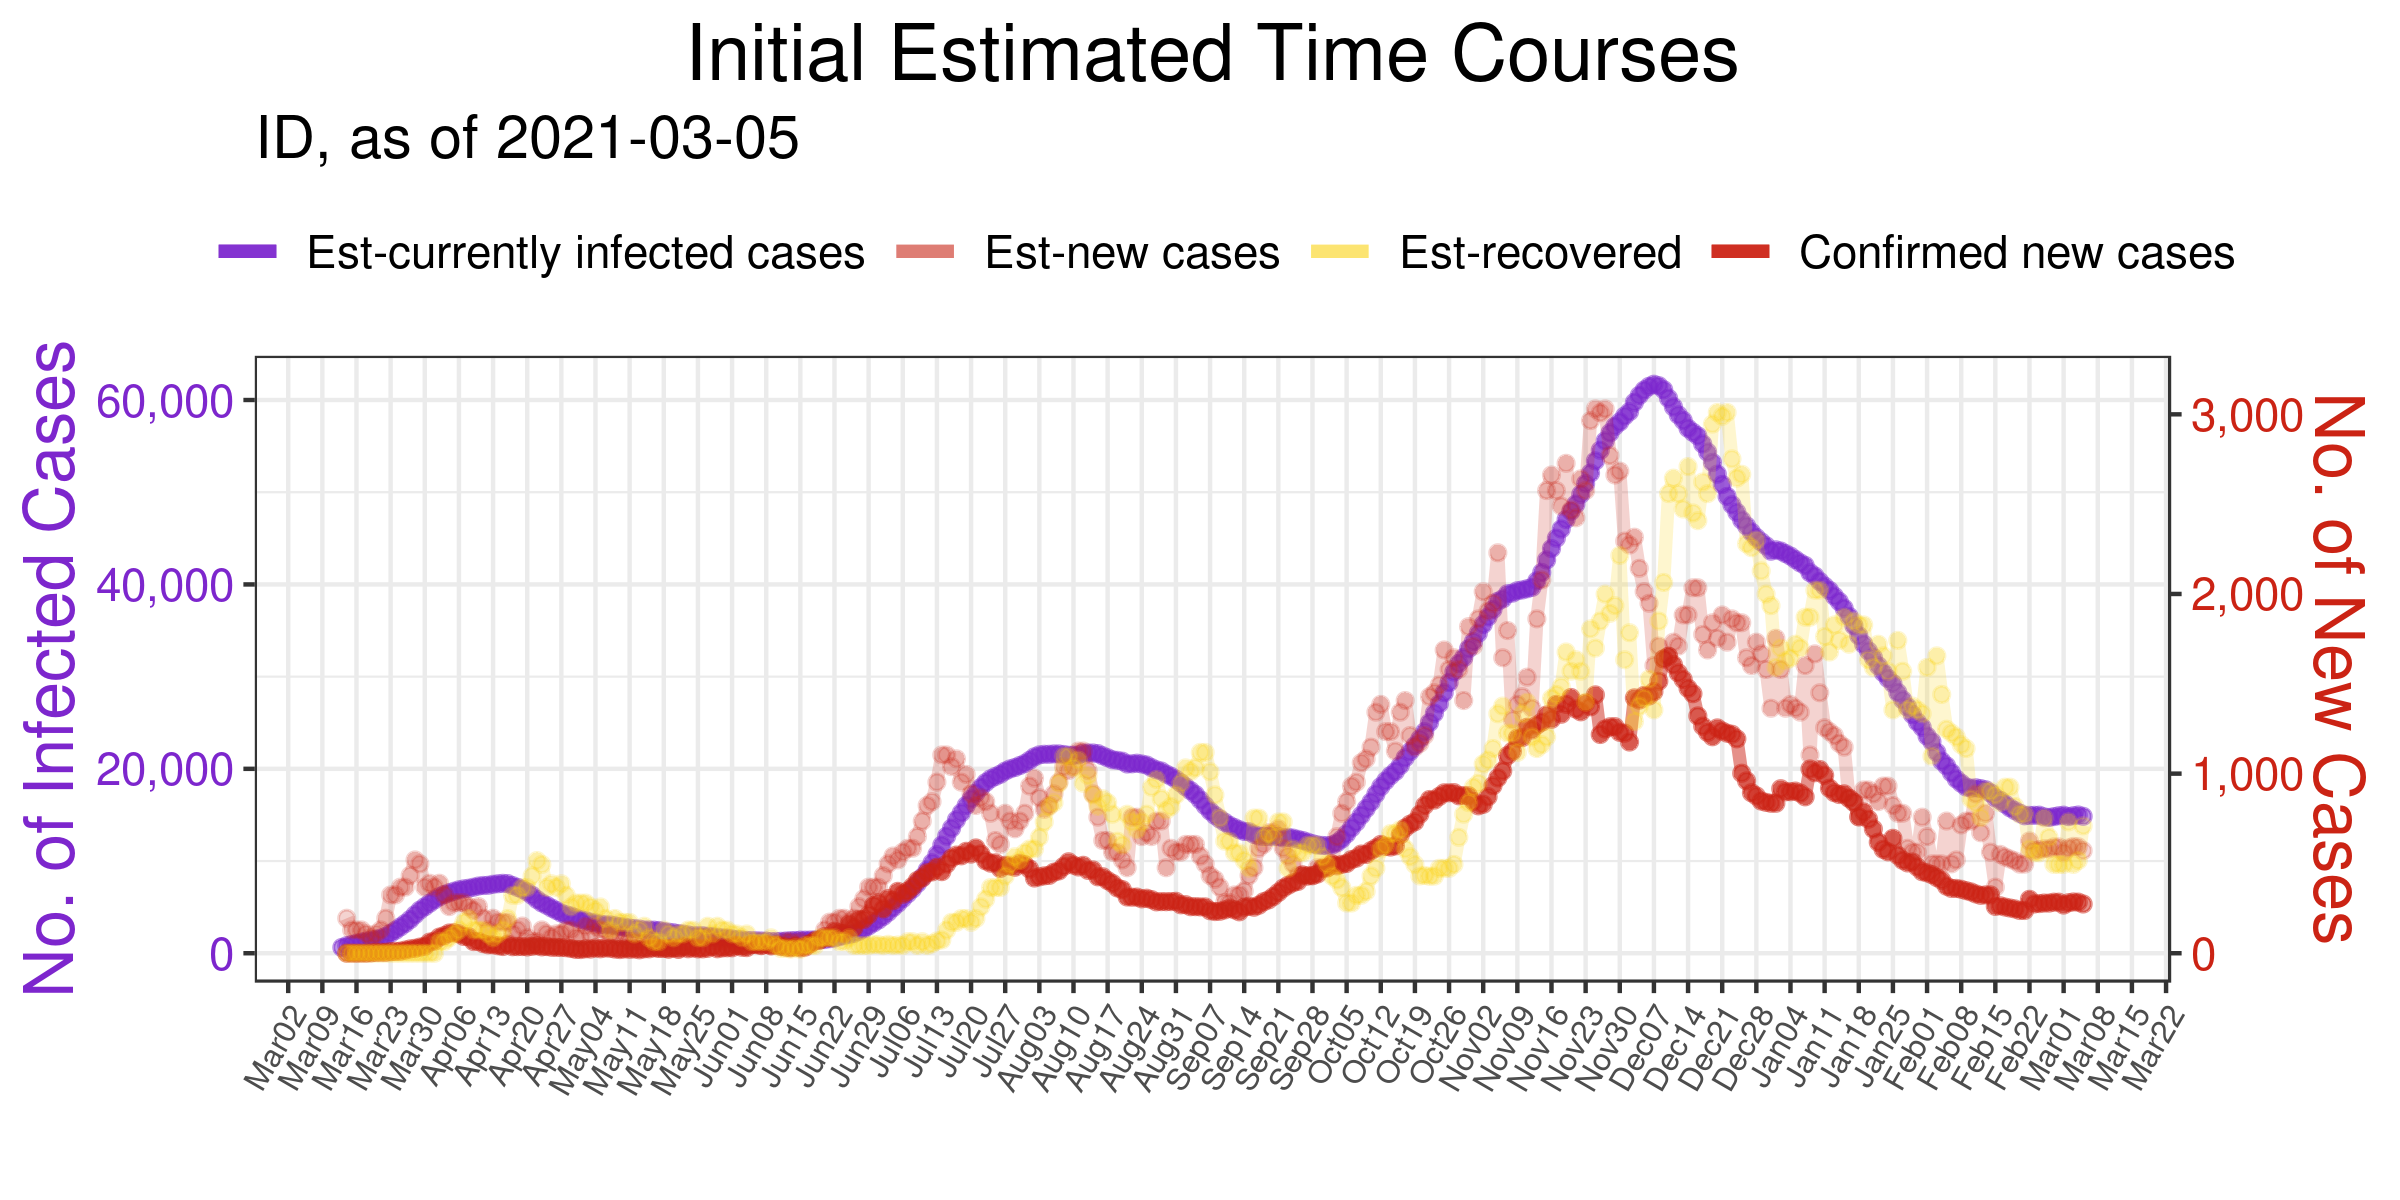 Initial Estimated Time Courses
ID, as of 2021-03-05
Est-currently infected cases Est-new cases Est-recovered Confirmed new cases
No. of Infected Cases
60,000
40,000
20,000
0
3,000
2,000
1,000
0
No. of New Cases
Mar02 Mar09 Mar16 Mar23 Mar30 Apr06 Apr13 Apr20 Apr27 May04 May11 May18 May25 Jun01 Jun08 Jun15 Jun22 Jun29 Jul06 Jul13 Jul20 Jul27 Aug03 Aug10 Aug17 Aug24 Aug31 Sep07 Sep14 Sep21 Sep28 Oct05 Oct12 Oct19 Oct26 Nov02 Nov09 Nov16 Nov23 Nov30 Dec07 Dec14 Dec21 Dec28 Jan04 Jan11 Jan18 Jan25 Feb01 Feb08 Feb15 Feb22 Mar01 Mar08 Mar15 Mar22